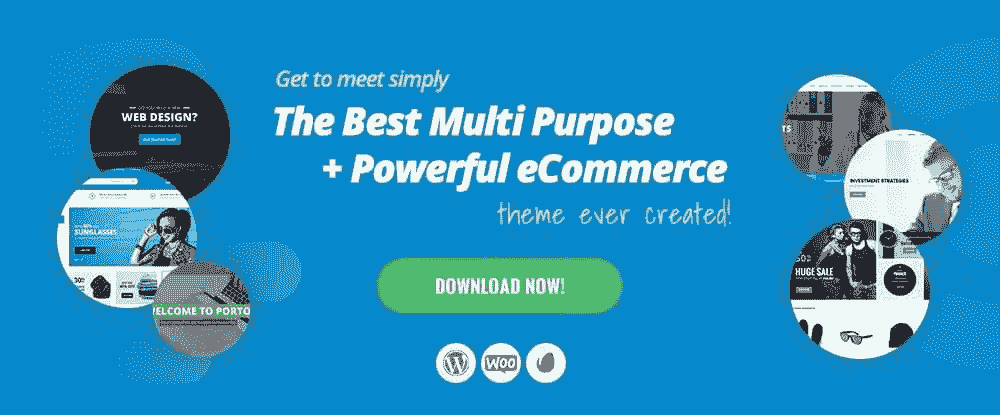 Get to meet simply
The Best Multi Purpose
+ Powerful eCommerce
theme ever created!
DOWNLOAD NOW!
WOO
WEB DESIGN?
SUNGLASSES
WELCOME TO PORTO
INVESTMENT STRATEGIES
HUGE SALE